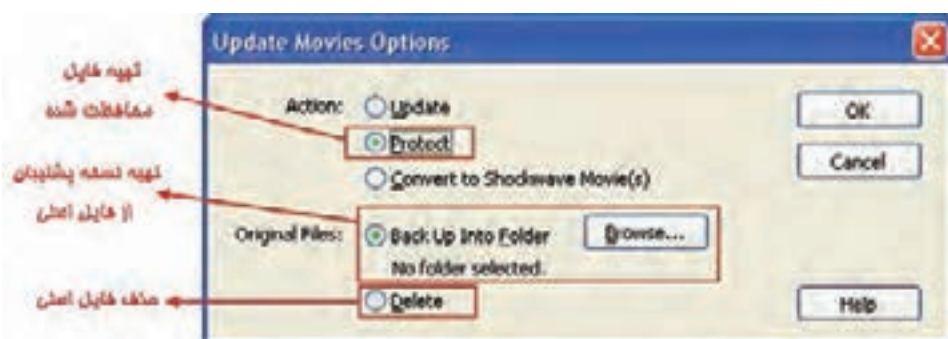 Update Movies Options
تهیه فایل
محافظت شده
Action:
Update
OK
Protect
Cancel
تهیه نسخه پشتیبان
از فایل اصلی
Convert to Shockwave Movie(s)
Original Files:
Back Up Into Folder
Browse...
No folder selected.
حذف فایل اصلی
Delete
Help